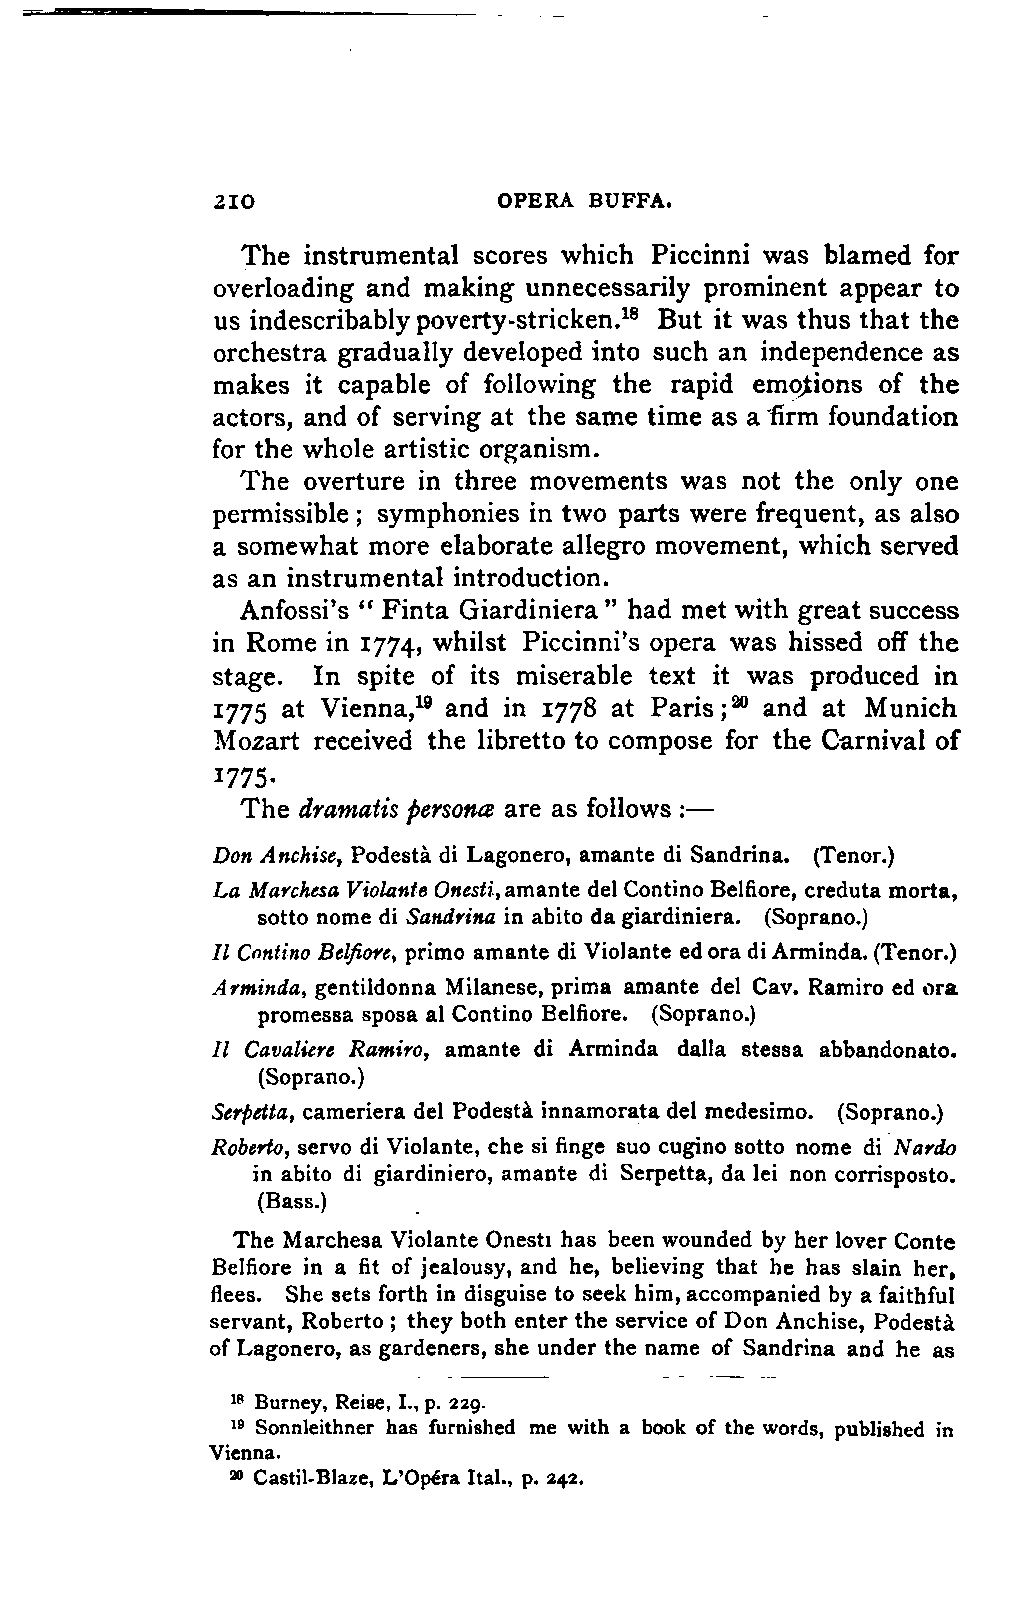 210 OPERA BUFFA.
The instrumental scores which Piccinni was blamed for
overloading and making unnecessarily prominent appear to
us indescribably poverty-stricken.¹⁸ But it was thus that the
orchestra gradually developed into such an independence as
makes it capable of following the rapid emotions of the
actors, and of serving at the same time as a firm foundation
for the whole artistic organism.
The overture in three movements was not the only one
permissible ; symphonies in two parts were frequent, as also
a somewhat more elaborate allegro movement, which served
as an instrumental introduction.
Anfossi's “ Finta Giardiniera ” had met with great success
in Rome in 1774, whilst Piccinni's opera was hissed off the
stage. In spite of its miserable text it was produced in
1775 at Vienna,¹⁹ and in 1778 at Paris ;²⁰ and at Munich
Mozart received the libretto to compose for the Carnival of
1775.
The dramatis personæ are as follows :—
Don Anchise, Podestà di Lagonero, amante di Sandrina. (Tenor.)
La Marchesa Violante Onesti, amante del Contino Belfiore, creduta morta,
sotto nome di Sandrina in abito da giardiniera. (Soprano.)
Il Contino Belfiore, primo amante di Violante ed ora di Arminda. (Tenor.)
Arminda, gentildonna Milanese, prima amante del Cav. Ramiro ed ora
promessa sposa al Contino Belfiore. (Soprano.)
Il Cavaliere Ramiro, amante di Arminda dalla stessa abbandonato.
(Soprano.)
Serpetta, cameriera del Podestà innamorata del medesimo. (Soprano.)
Roberto, servo di Violante, che si finge suo cugino sotto nome di Nardo
in abito di giardiniero, amante di Serpetta, da lei non corrisposto.
(Bass.)
The Marchesa Violante Onesti has been wounded by her lover Conte
Belfiore in a fit of jealousy, and he, believing that he has slain her,
flees. She sets forth in disguise to seek him, accompanied by a faithful
servant, Roberto ; they both enter the service of Don Anchise, Podestà
of Lagonero, as gardeners, she under the name of Sandrina and he as
¹⁸ Burney, Reise, I., p. 229.
¹⁹ Sonnleithner has furnished me with a book of the words, published in
Vienna.
²⁰ Castil-Blaze, L'Opéra Ital., p. 242.